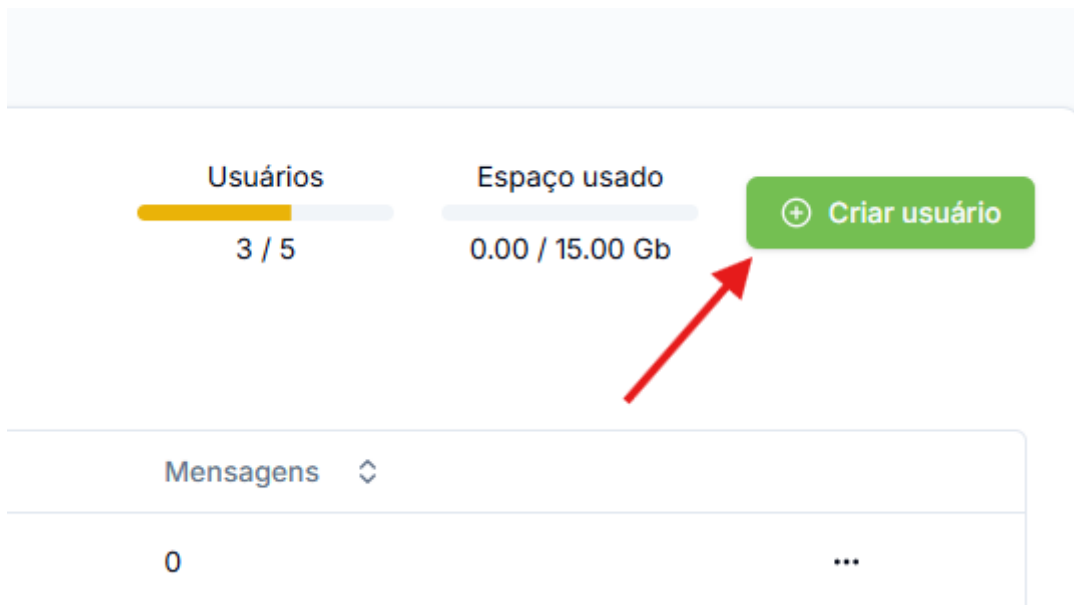 Usuários
3 / 5
Espaço usado
0.00 / 15.00 Gb
Criar usuário
Mensagens
0